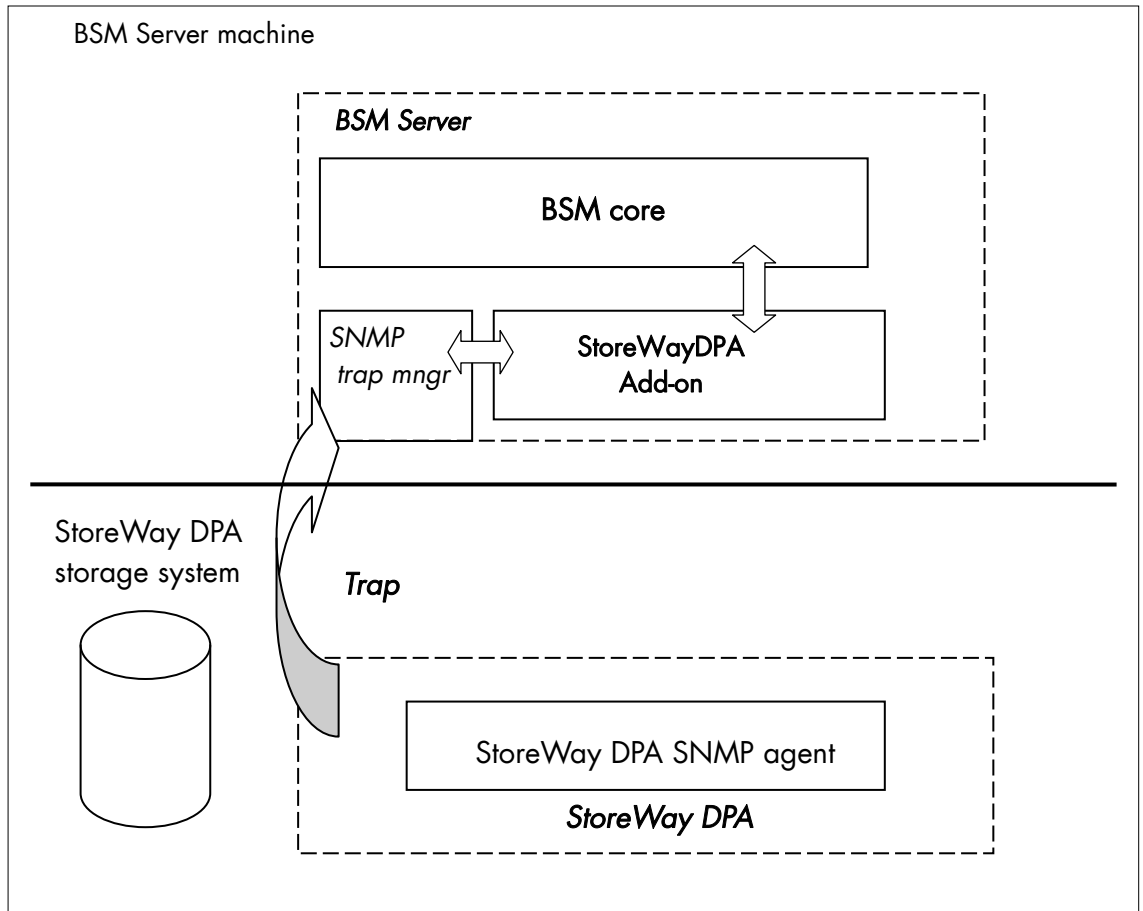 BSM Server machine
BSM Server
BSM core
SNMP
trap mngr
StoreWayDPA
Add-on
StoreWay DPA
storage system
Trap
StoreWay DPA SNMP agent
StoreWay DPA